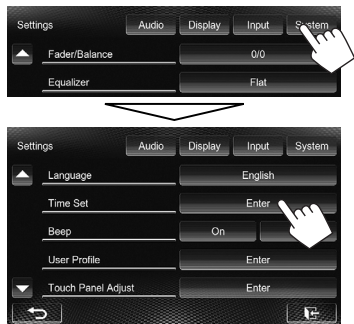 Settings Audio Display Input System
Fader/Balance 0/0
Equalizer Flat
Settings Audio Display Input System
Language English
Time Set Enter
Beep On
User Profile Enter
Touch Panel Adjust Enter